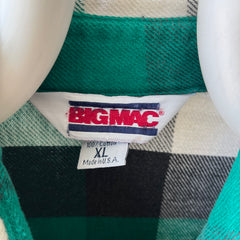 BIG MAC®
100% Cotton
XL
MADE IN U.S.A.